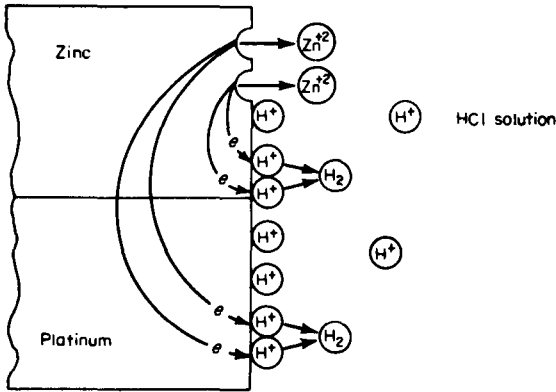 Zn+2
Zinc
Zn+2
H+
H+ HCl solution
e H+
H2
e H+
H+
H+
H+
e H+
Platinum
H2
e H+